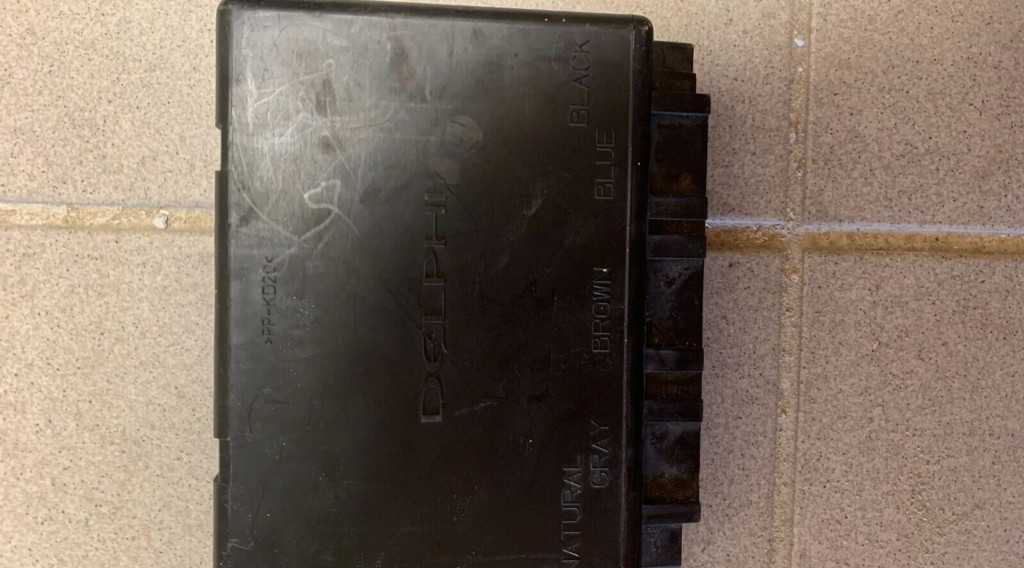 >PP-KD20<
DELPHI
NATURAL
GRAY
BROWN
BLUE
BLACK